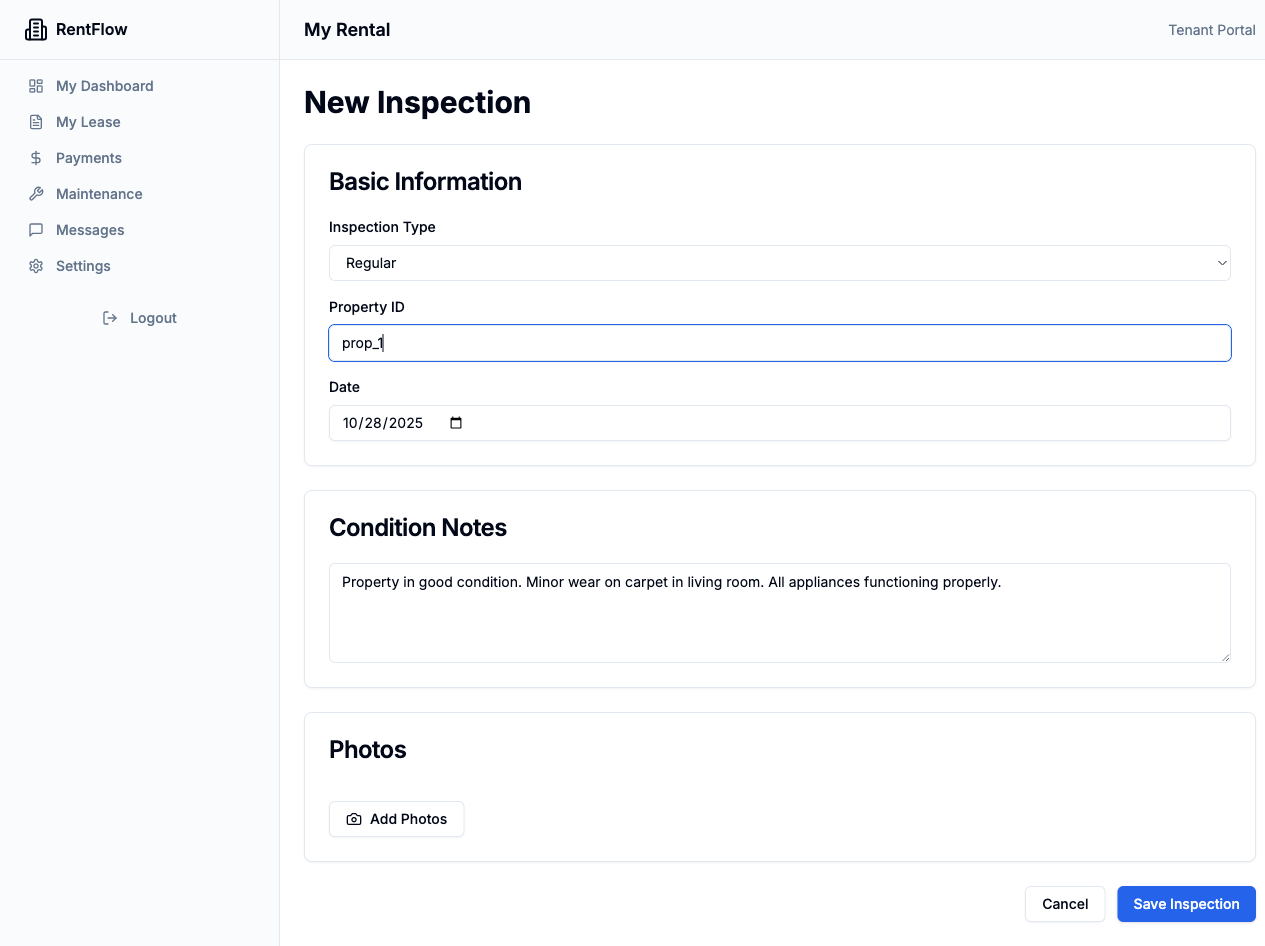 RentFlow
My Rental
Tenant Portal
My Dashboard
My Lease
Payments
Maintenance
Messages
Settings
Logout
New Inspection
Basic Information
Inspection Type
Regular
Property ID
prop_1
Date
10/28/2025
Condition Notes
Property in good condition. Minor wear on carpet in living room. All appliances functioning properly.
Photos
Add Photos
Cancel
Save Inspection